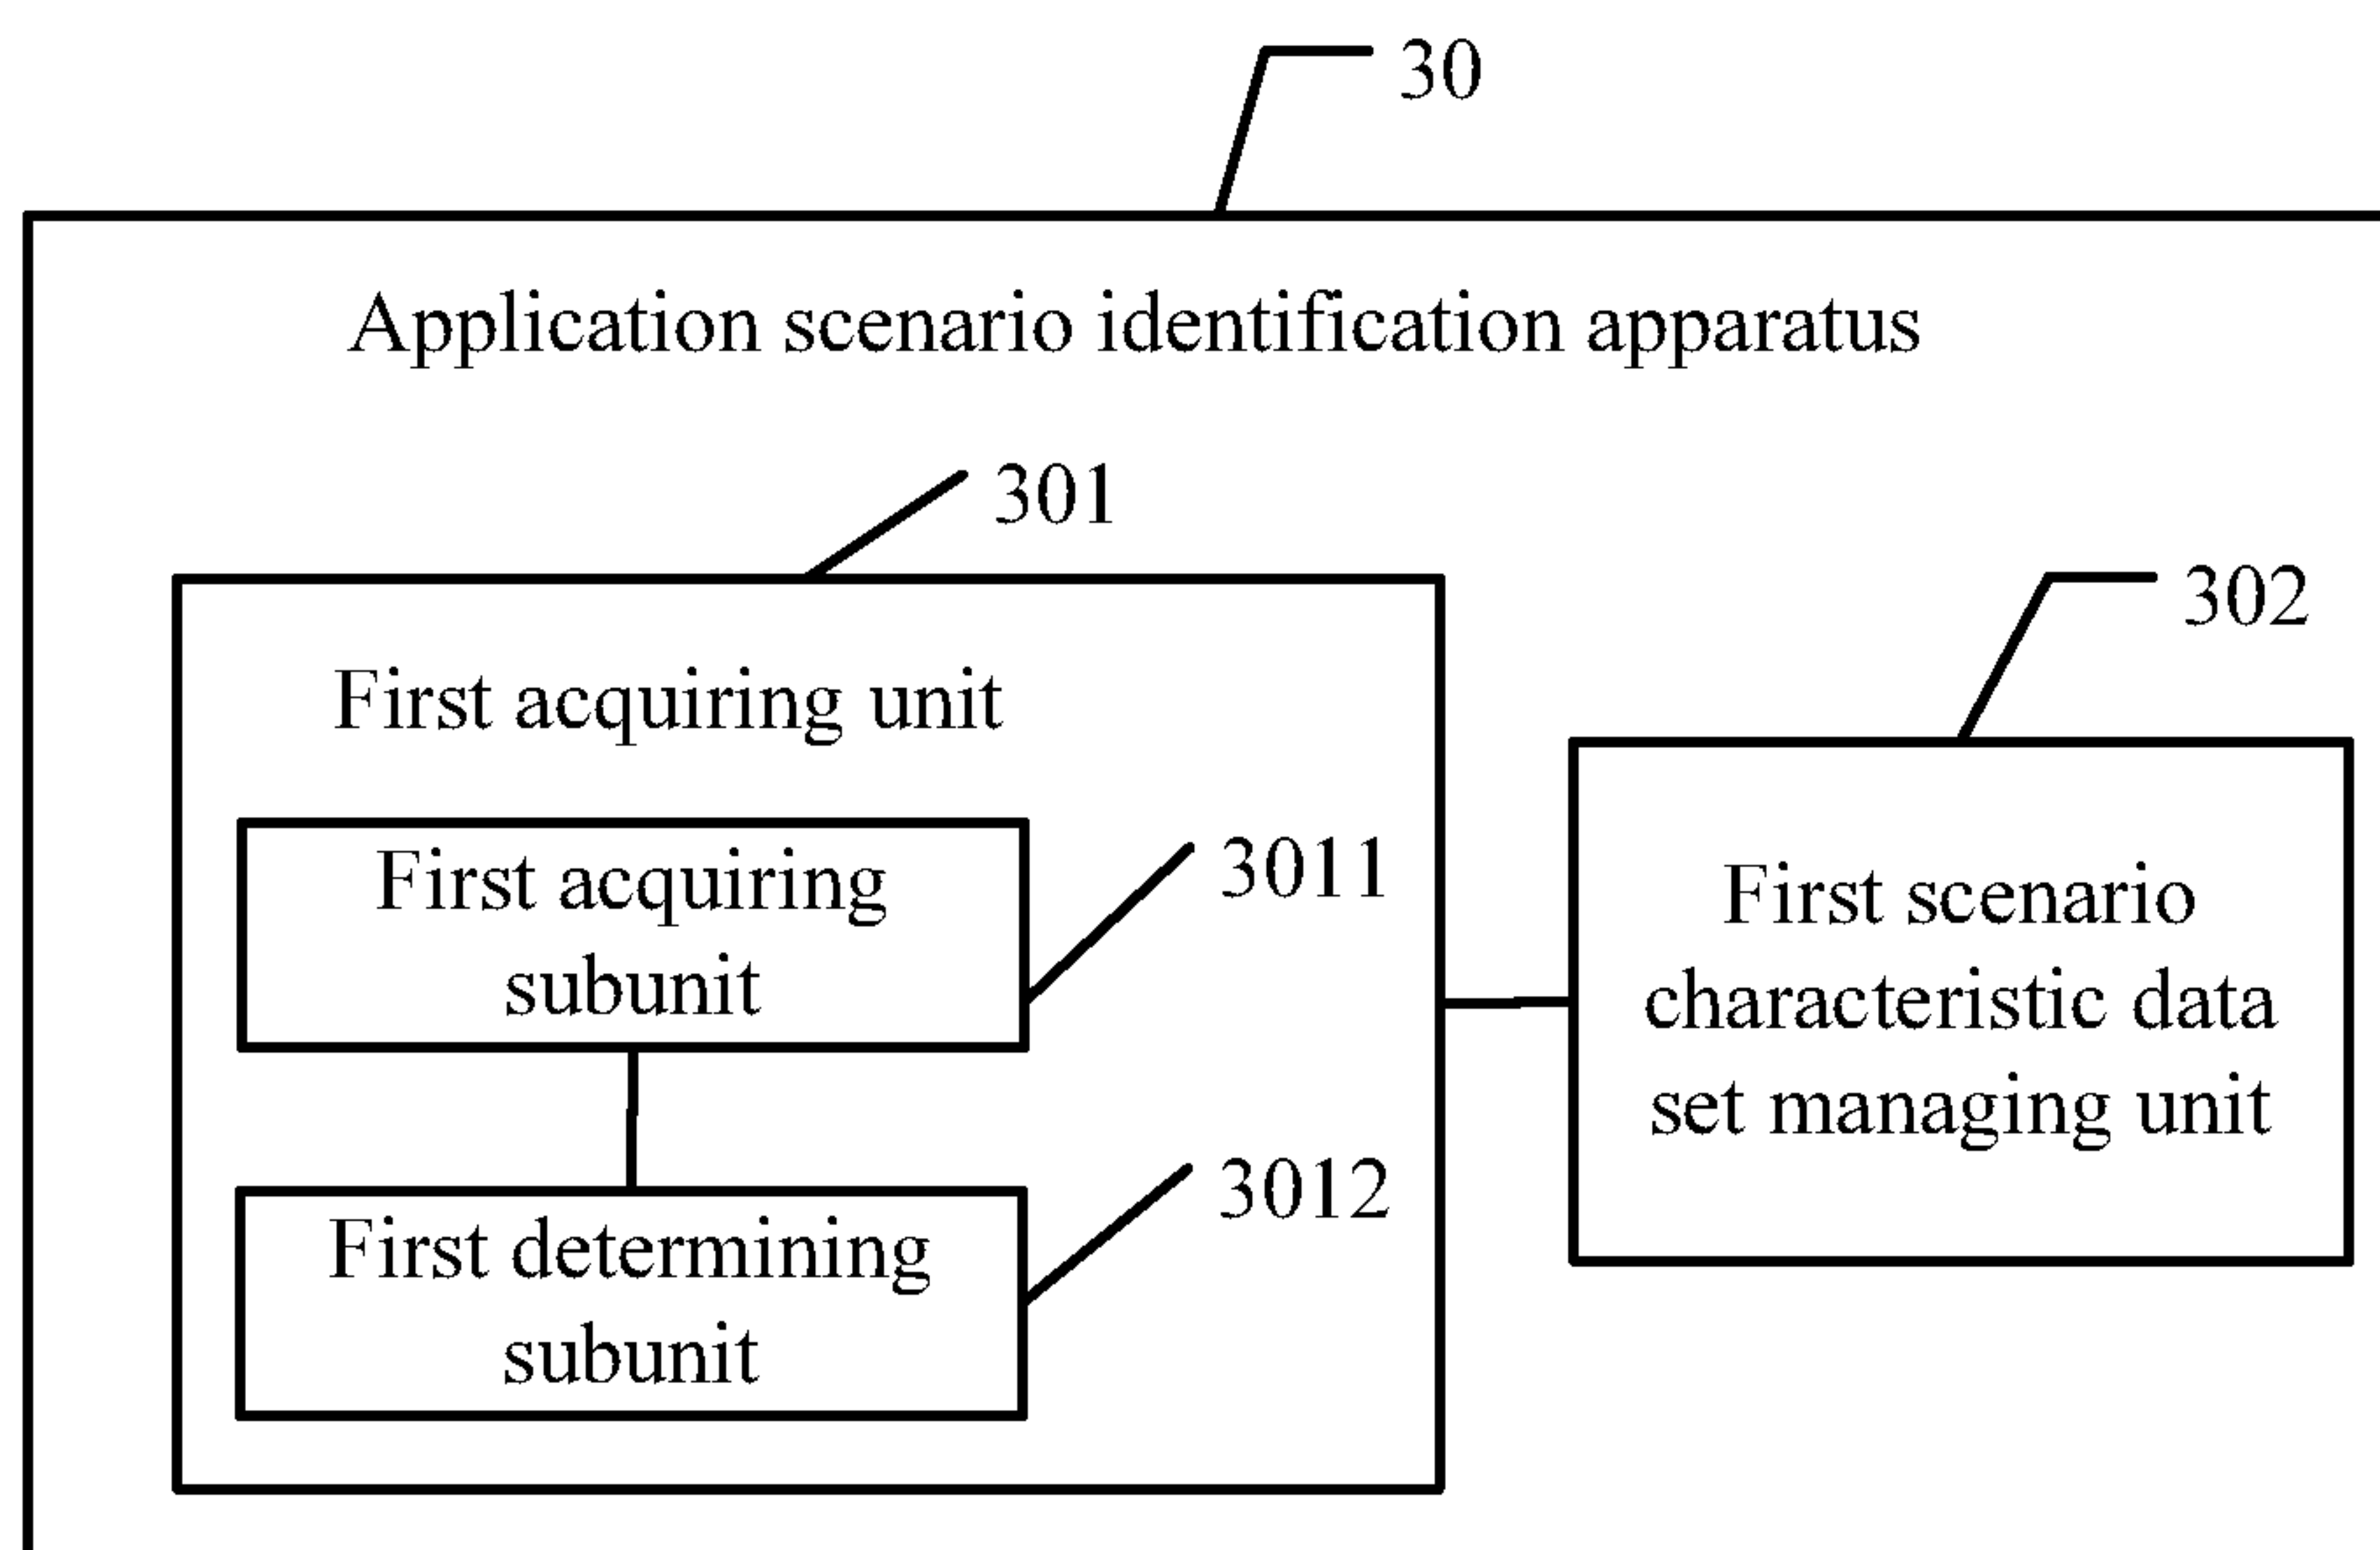 30
Application scenario identification apparatus
301
302
First acquiring unit
First acquiring
subunit
3011
First scenario
characteristic data
set managing unit
3012
First determining
subunit